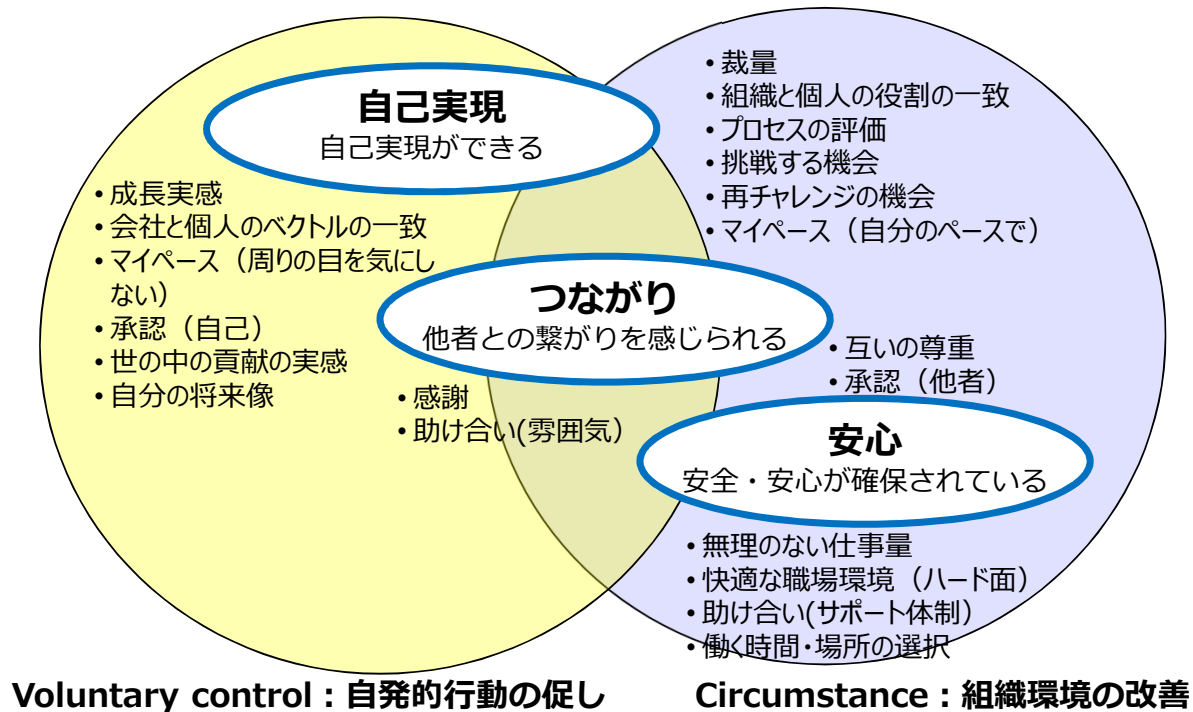 自己実現
自己実現ができる
• 成長実感
• 会社と個人のベクトルの一致
• マイペース（周りの目を気にし
ない）
• 承認（自己）
• 世の中の貢献の実感
• 自分の将来像
• 裁量
• 組織と個人の役割の一致
• プロセスの評価
• 挑戦する機会
• 再チャレンジの機会
• マイペース（自分のペースで）
つながり
他者との繋がりを感じられる
• 感謝
• 助け合い(雰囲気）
• 互いの尊重
• 承認（他者）
安心
安全・安心が確保されている
• 無理のない仕事量
• 快適な職場環境（ハード面）
• 助け合い(サポート体制）
• 働く時間・場所の選択
Voluntary control：自発的行動の促し
Circumstance：組織環境の改善